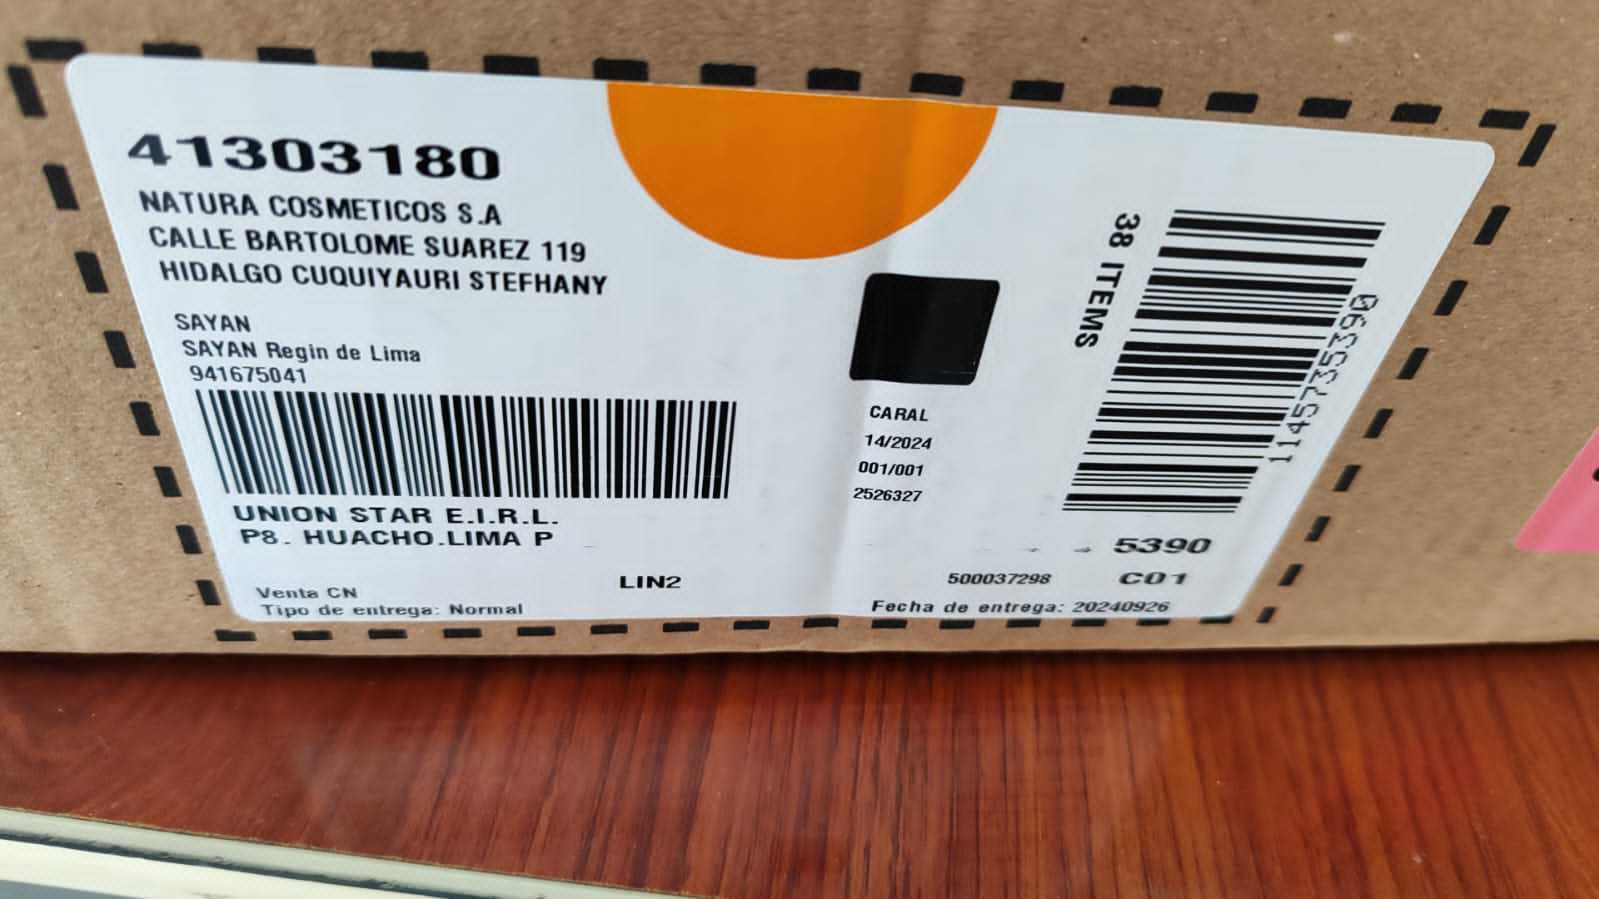 41303180
NATURA COSMETICOS S.A
CALLE BARTOLOME SUAREZ 119
HIDALGO CUQUIYAURI STEFHANY
SAYAN
SAYAN Regin de Lima
941675041
UNION STAR E.I.R.L.
P8. HUACHO.LIMA P
Venta CN
Tipo de entrega: Normal
LIN2
CARAL
14/2024
001/001
2526327
38 ITEMS
11457735390
5390
500037298
C01
Fecha de entrega: 20240926